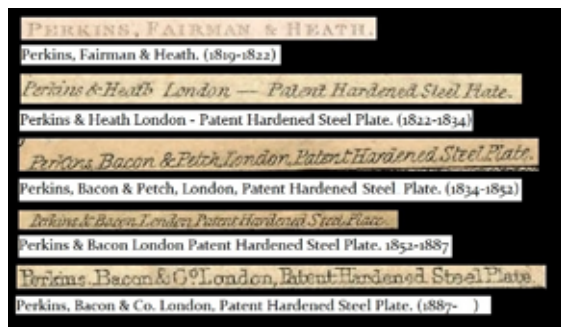 PERKINS, FAIRMAN & HEATH.
Perkins, Fairman & Heath. (1819-1822)
Perkins & Heath London — Patent Hardened Steel Plate.
Perkins & Heath London - Patent Hardened Steel Plate. (1822-1834)
Perkins Bacon & Petch, London, Patent Hardened Steel Plate.
Perkins, Bacon & Petch, London, Patent Hardened Steel Plate. (1834-1852)
Perkins & Bacon London Patent Hardened Steel Plate.
Perkins & Bacon London Patent Hardened Steel Plate. 1852-1887
Perkins. Bacon & Co. London, Patent Hardened Steel Plate.
Perkins, Bacon & Co. London, Patent Hardened Steel Plate. (1887- )